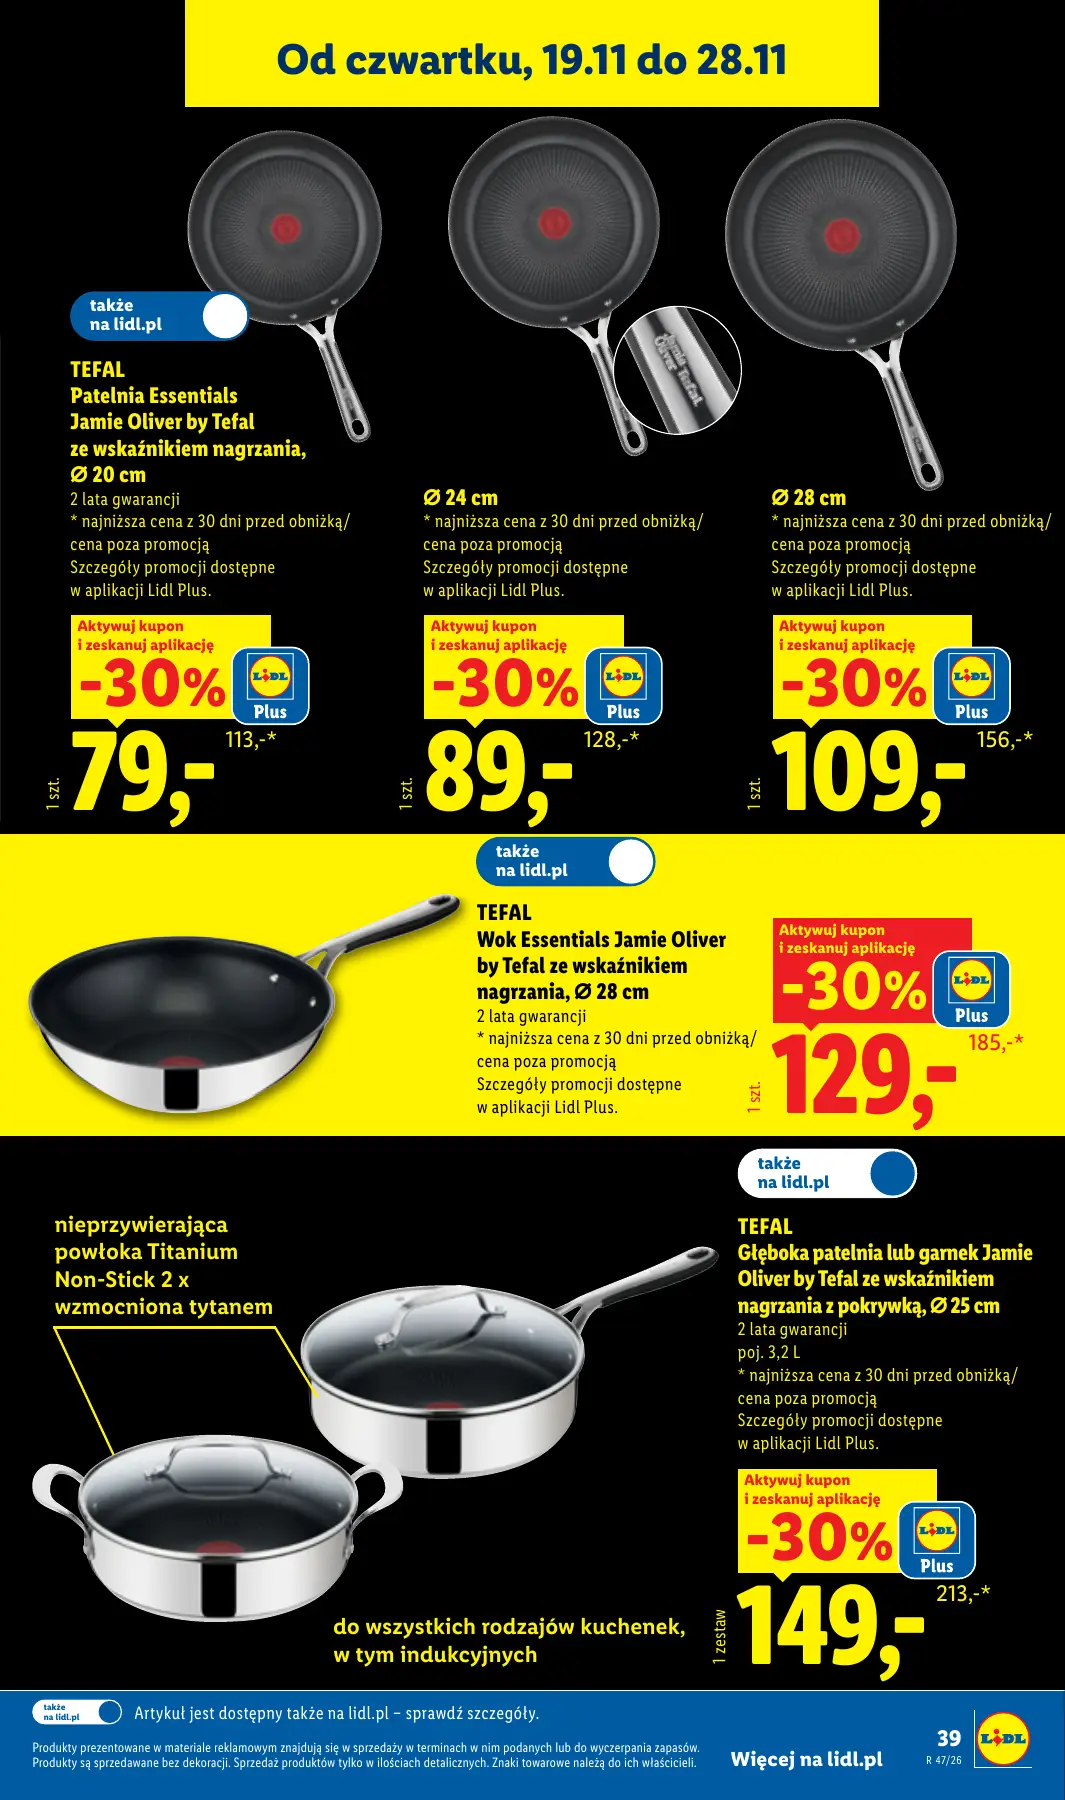 Od czwartku, 19.11 do 28.11
także
na lidl.pl
TEFAL
Patelnia Essentials
Jamie Oliver by Tefal
ze wskaźnikiem nagrzania,
Ø 20 cm
2 lata gwarancji
* najniższa cena z 30 dni przed obniżką/
cena poza promocją
Szczegóły promocji dostępne
w aplikacji Lidl Plus.
Aktywuj kupon
i zeskanuj aplikację
-30%
LIDL
Plus
113,-*
79,-
1 szt.
Jamie
Oliver Tefal
Ø 24 cm
* najniższa cena z 30 dni przed obniżką/
cena poza promocją
Szczegóły promocji dostępne
w aplikacji Lidl Plus.
Aktywuj kupon
i zeskanuj aplikację
-30%
LIDL
Plus
128,-*
89,-
1 szt.
Ø 28 cm
* najniższa cena z 30 dni przed obniżką/
cena poza promocją
Szczegóły promocji dostępne
w aplikacji Lidl Plus.
Aktywuj kupon
i zeskanuj aplikację
-30%
LIDL
Plus
156,-*
109,-
1 szt.
także
na lidl.pl
TEFAL
Wok Essentials Jamie Oliver
by Tefal ze wskaźnikiem
nagrzania, Ø 28 cm
2 lata gwarancji
* najniższa cena z 30 dni przed obniżką/
cena poza promocją
Szczegóły promocji dostępne
w aplikacji Lidl Plus.
Aktywuj kupon
i zeskanuj aplikację
-30%
LIDL
Plus
185,-*
129,-
1 szt.
nieprzywierająca
powłoka Titanium
Non-Stick 2 x
wzmocniona tytanem
do wszystkich rodzajów kuchenek,
w tym indukcyjnych
także
na lidl.pl
TEFAL
Głęboka patelnia lub garnek Jamie
Oliver by Tefal ze wskaźnikiem
nagrzania z pokrywką, Ø 25 cm
2 lata gwarancji
poj. 3,2 L
* najniższa cena z 30 dni przed obniżką/
cena poza promocją
Szczegóły promocji dostępne
w aplikacji Lidl Plus.
Aktywuj kupon
i zeskanuj aplikację
-30%
LIDL
Plus
213,-*
149,-
1 zestaw
także
na lidl.pl
Artykuł jest dostępny także na lidl.pl – sprawdź szczegóły.
Produkty prezentowane w materiale reklamowym znajdują się w sprzedaży w terminach w nim podanych lub do wyczerpania zapasów.
Produkty są sprzedawane bez dekoracji. Sprzedaż produktów tylko w ilościach detalicznych. Znaki towarowe należą do ich właścicieli.
Więcej na lidl.pl
39
R 47/26
LIDL